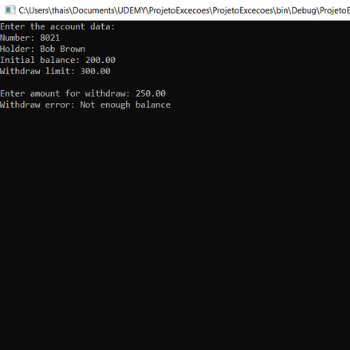 C:\Users\thais\Documents\UDEMY\ProjetoExcecoes\ProjetoExcecoes\bin\Debug\ProjetoE
Enter the account data:
Number: 8021
Holder: Bob Brown
Initial balance: 200.00
Withdraw limit: 300.00
Enter amount for withdraw: 250.00
Withdraw error: Not enough balance